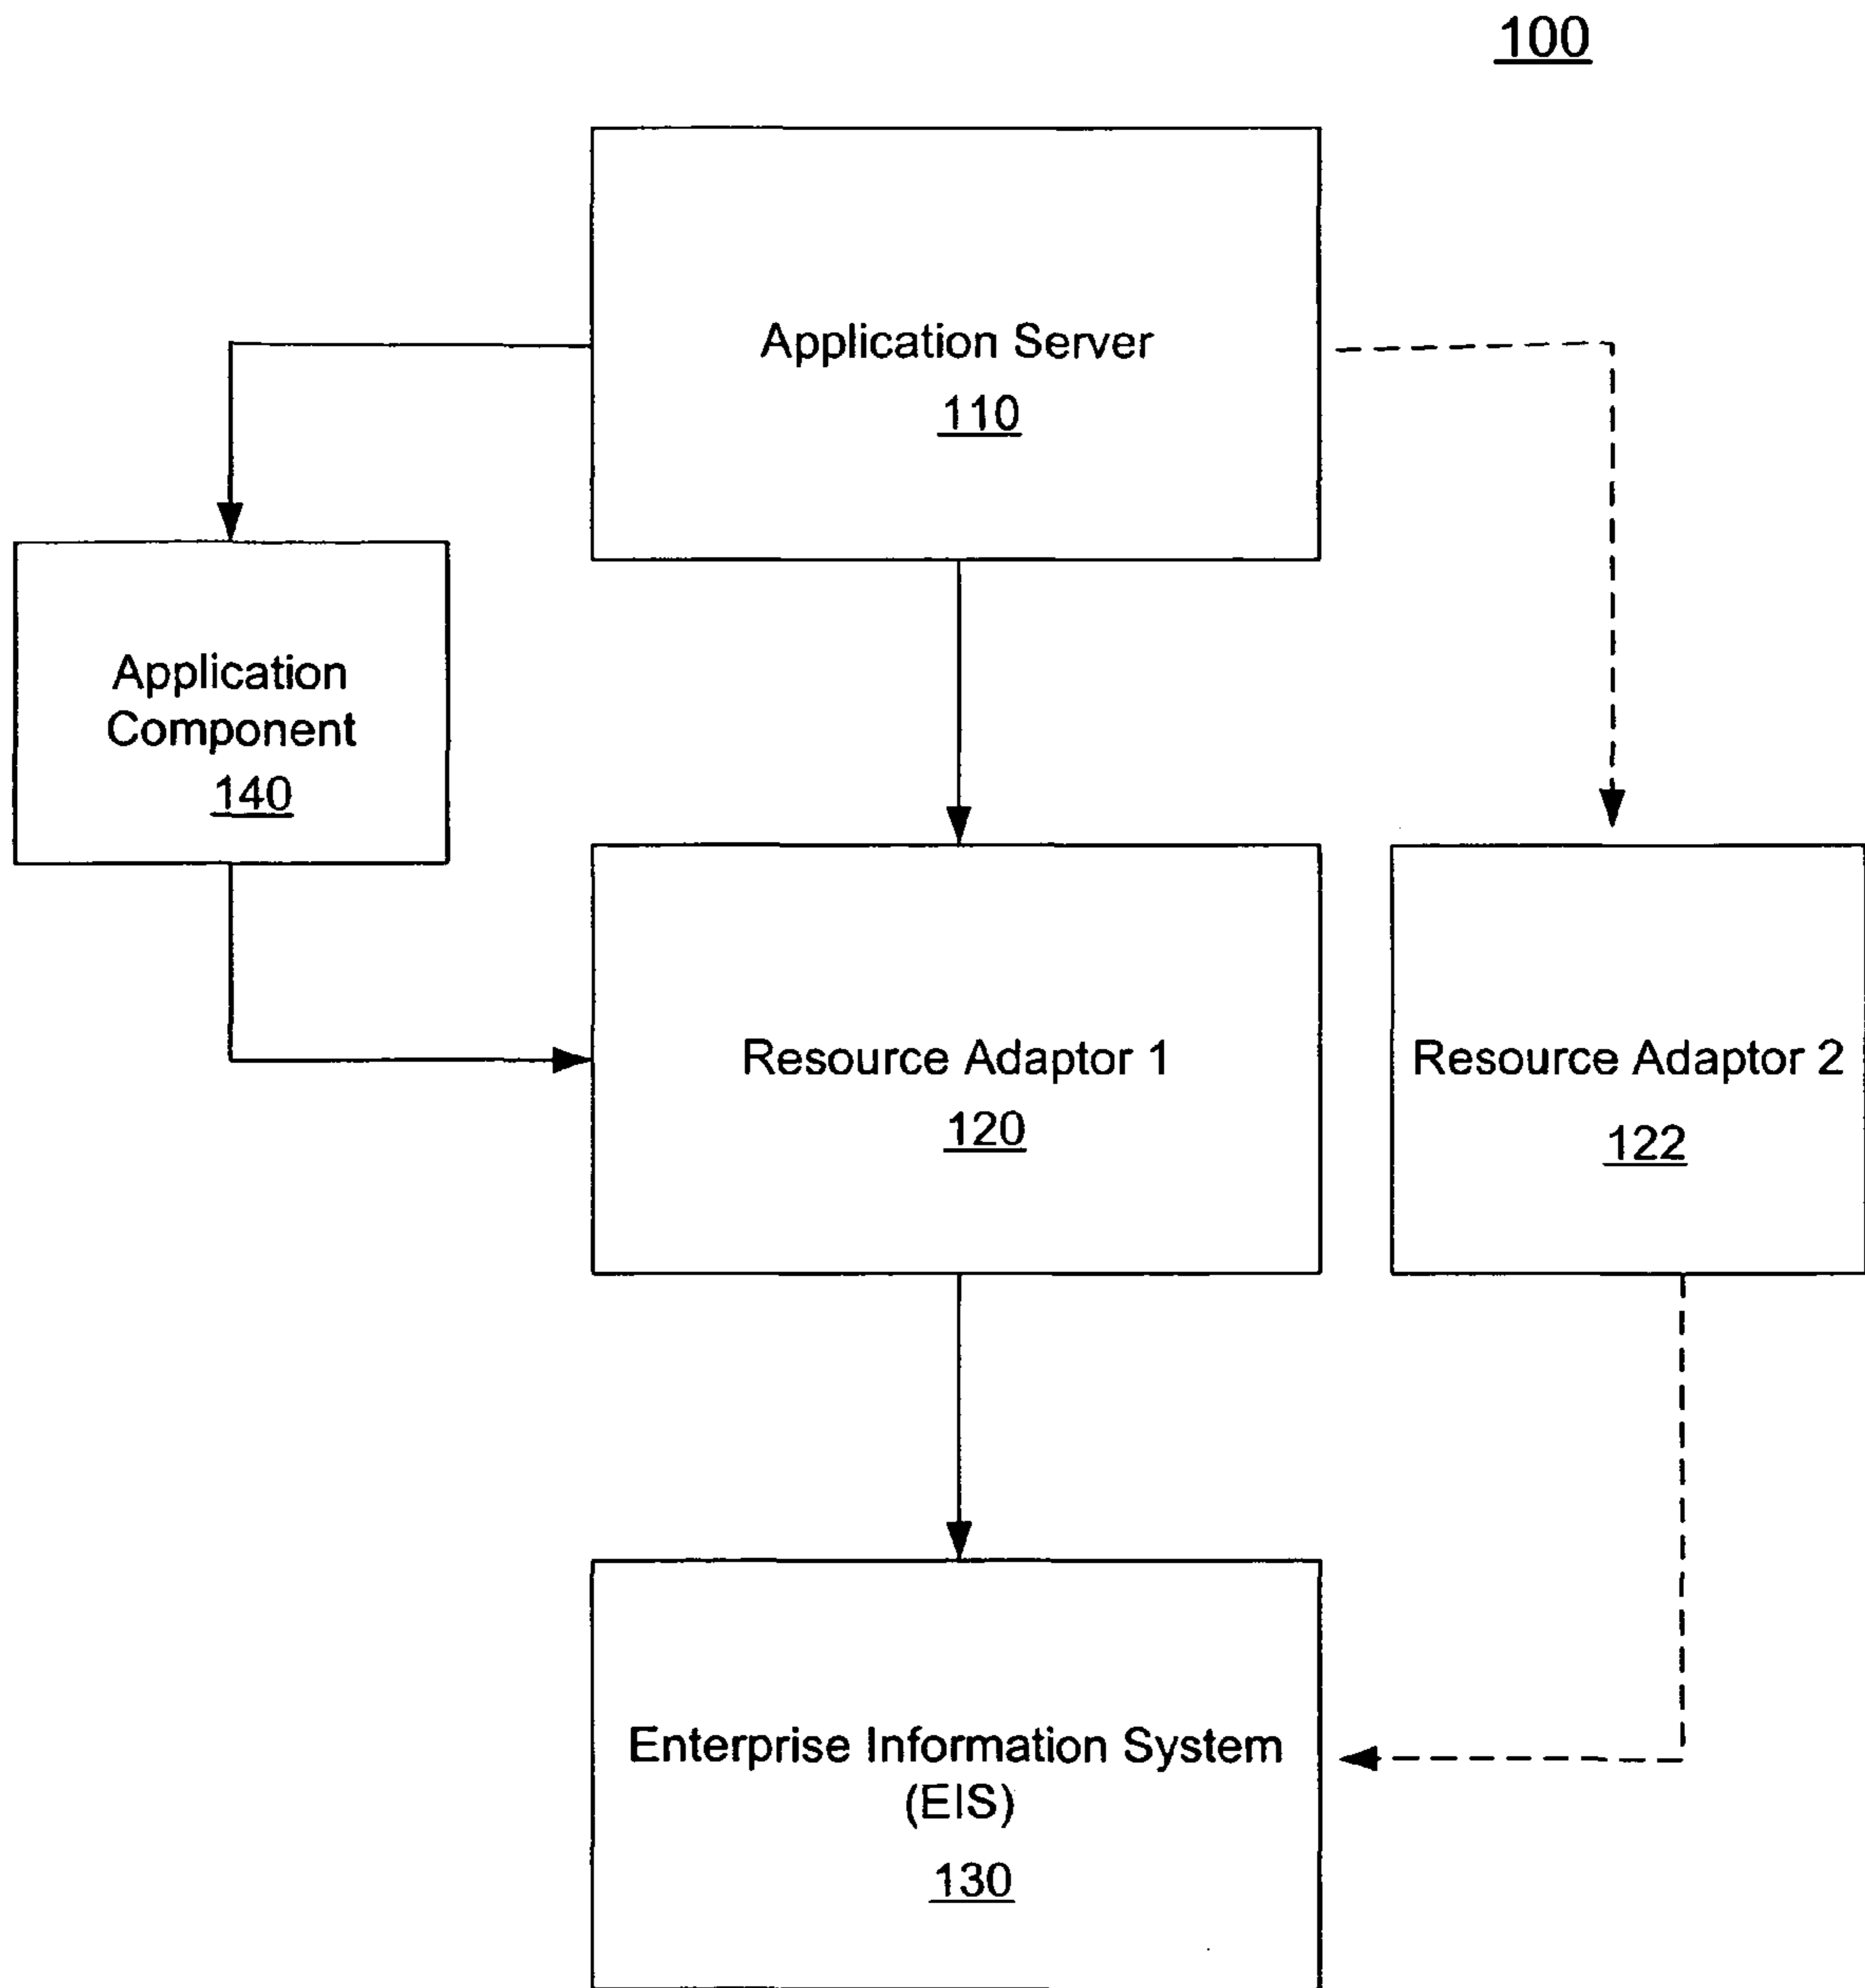 100
Application Server
110
Application
Component
140
Resource Adaptor 1
120
Resource Adaptor 2
122
Enterprise Information System
(EIS)
130